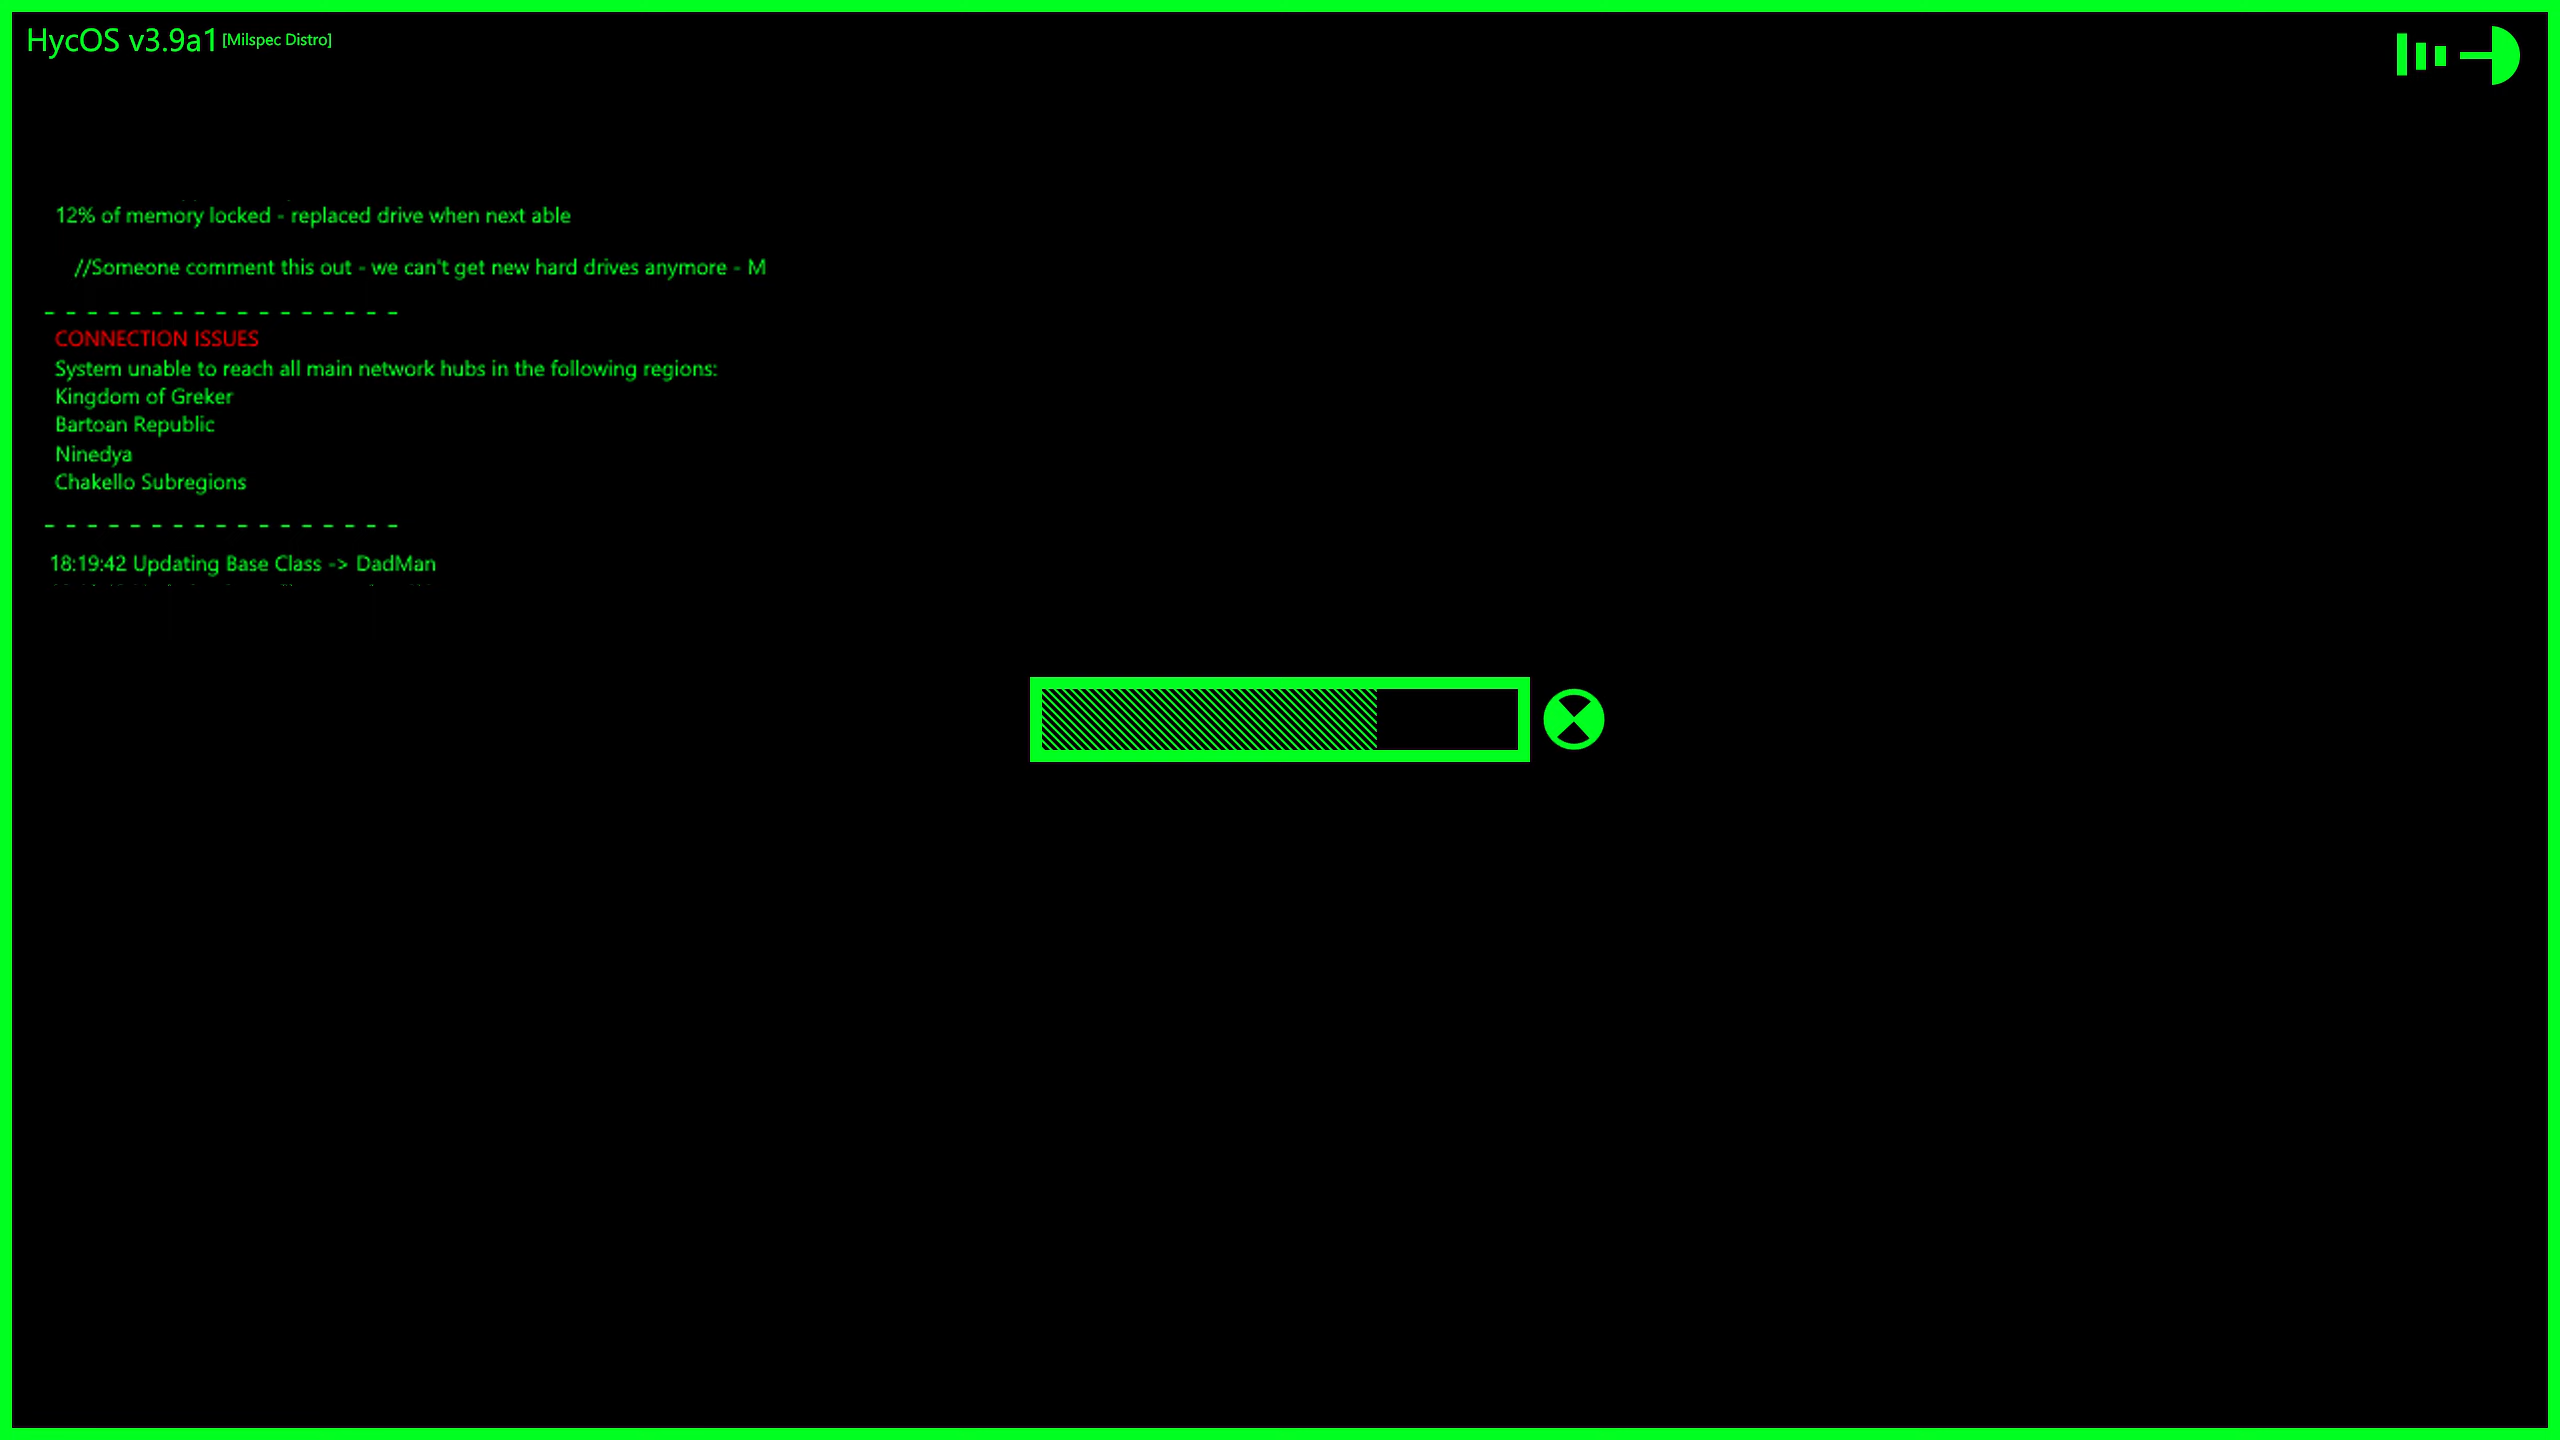 HycOS v3.9a1 [Milspec Distro]
12% of memory locked - replaced drive when next able
//Someone comment this out - we can't get new hard drives anymore - M
- - - - - - - - - - - - - - - - -
CONNECTION ISSUES
System unable to reach all main network hubs in the following regions:
Kingdom of Greker
Bartoan Republic
Ninedya
Chakello Subregions
- - - - - - - - - - - - - - - - -
18:19:42 Updating Base Class -> DadMan